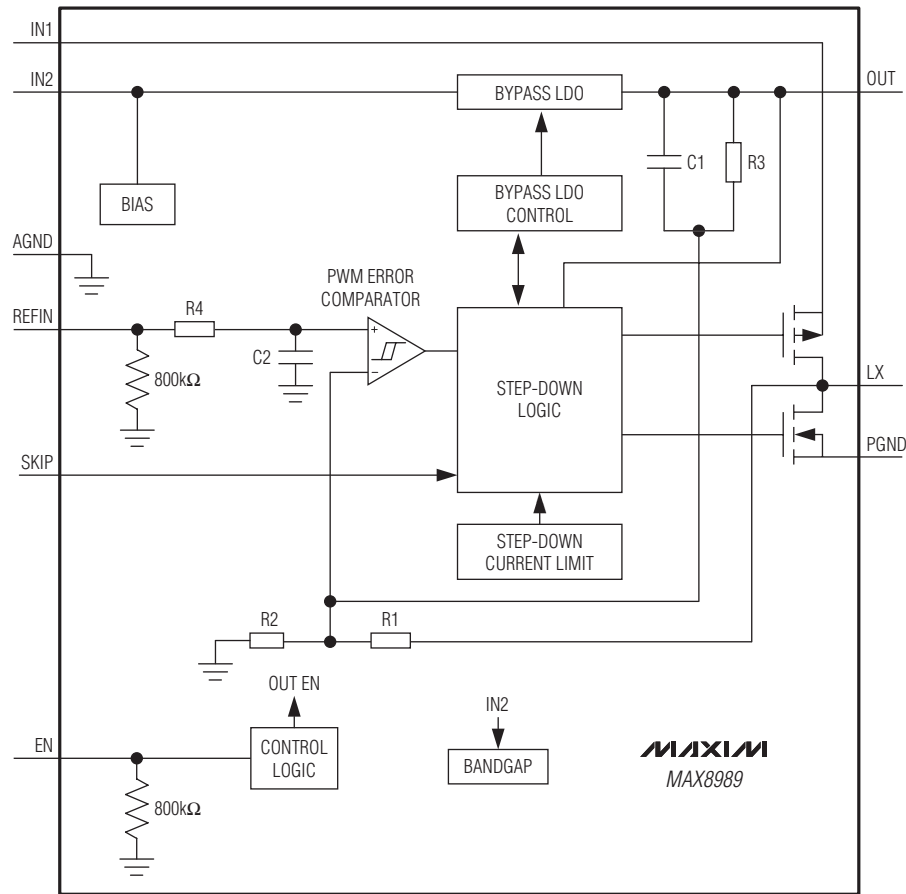 IN1
IN2
OUT
BYPASS LDO
C1
R3
BIAS
BYPASS LDO
CONTROL
AGND
PWM ERROR
COMPARATOR
REFIN
R4
+
C2
−
800kΩ
STEP-DOWN
LOGIC
LX
PGND
SKIP
STEP-DOWN
CURRENT LIMIT
R2
R1
OUT EN
IN2
EN
CONTROL
LOGIC
BANDGAP
MAXIM
MAX8989
800kΩ